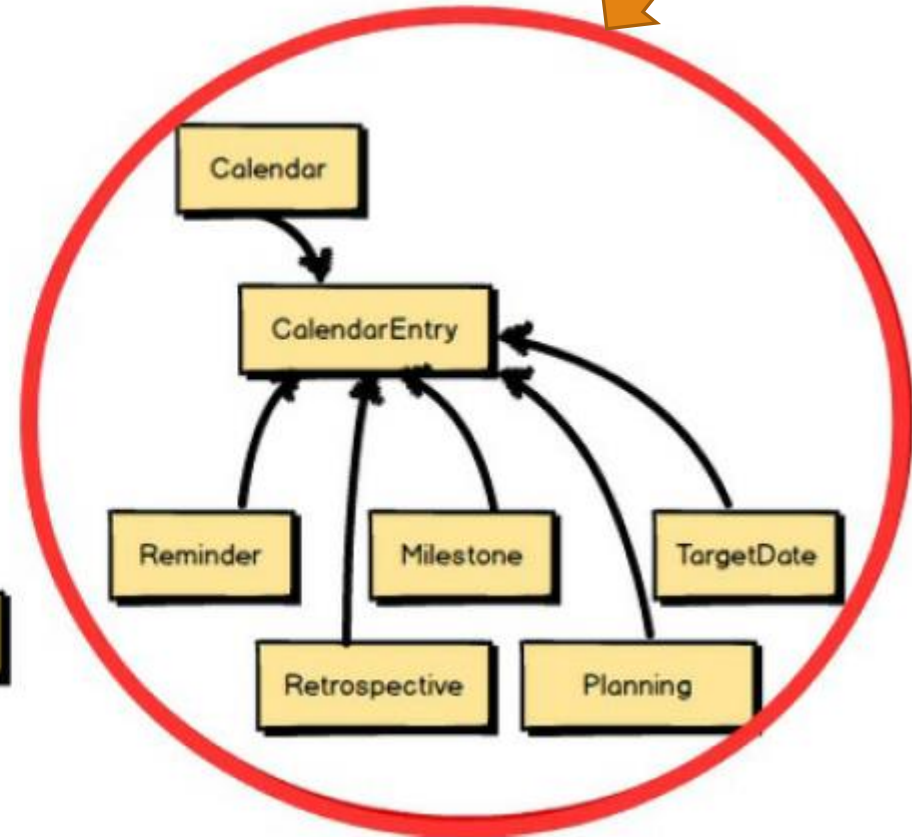 Calendar
CalendarEntry
Reminder
Milestone
TargetDate
Retrospective
Planning